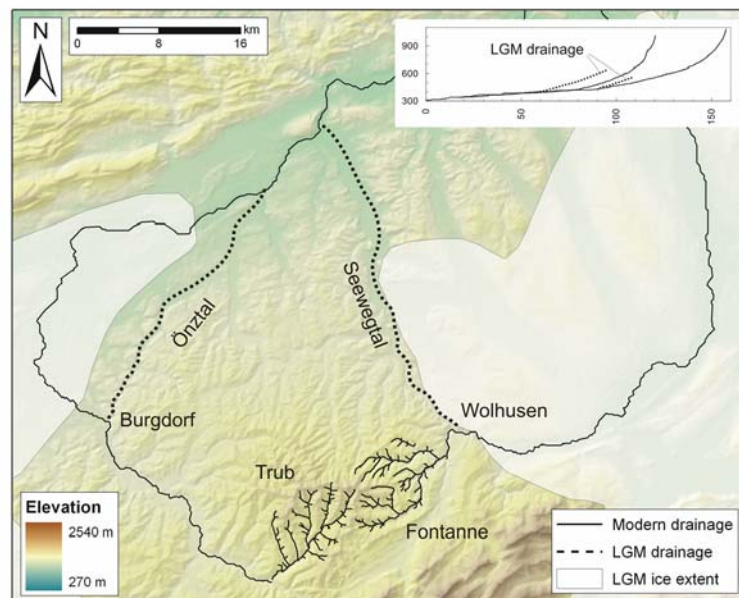 N
km
0
8
16
LGM drainage
900
600
300
0
50
100
150
Önztal
Seewegtal
Burgdorf
Wolhusen
Trub
Fontanne
Elevation
2540 m
270 m
Modern drainage
LGM drainage
LGM ice extent